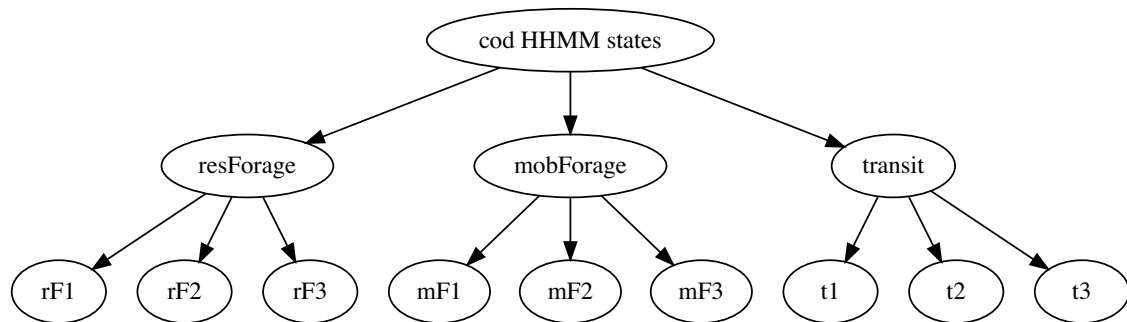 cod HHMM states
resForage mobForage transit
rF1 rF2 rF3 mF1 mF2 mF3 t1 t2 t3